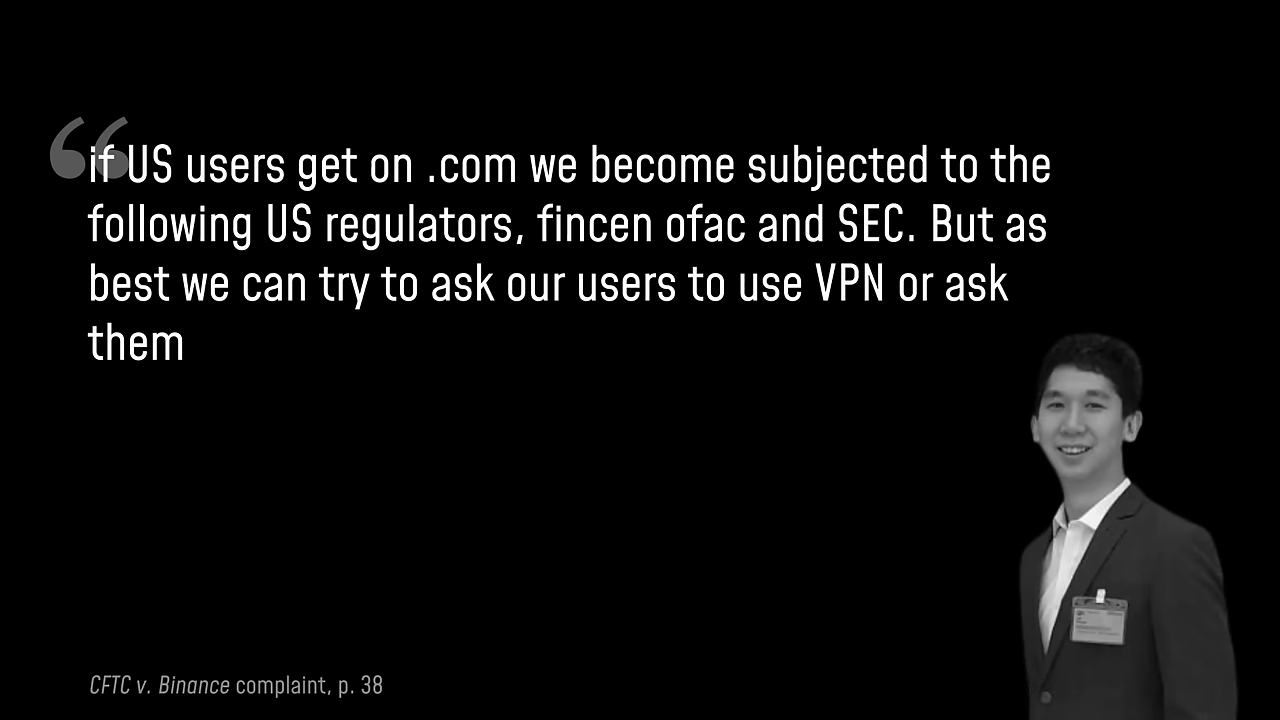 “
if US users get on .com we become subjected to the
following US regulators, fincen ofac and SEC. But as
best we can try to ask our users to use VPN or ask
them
CFTC v. Binance complaint, p. 38